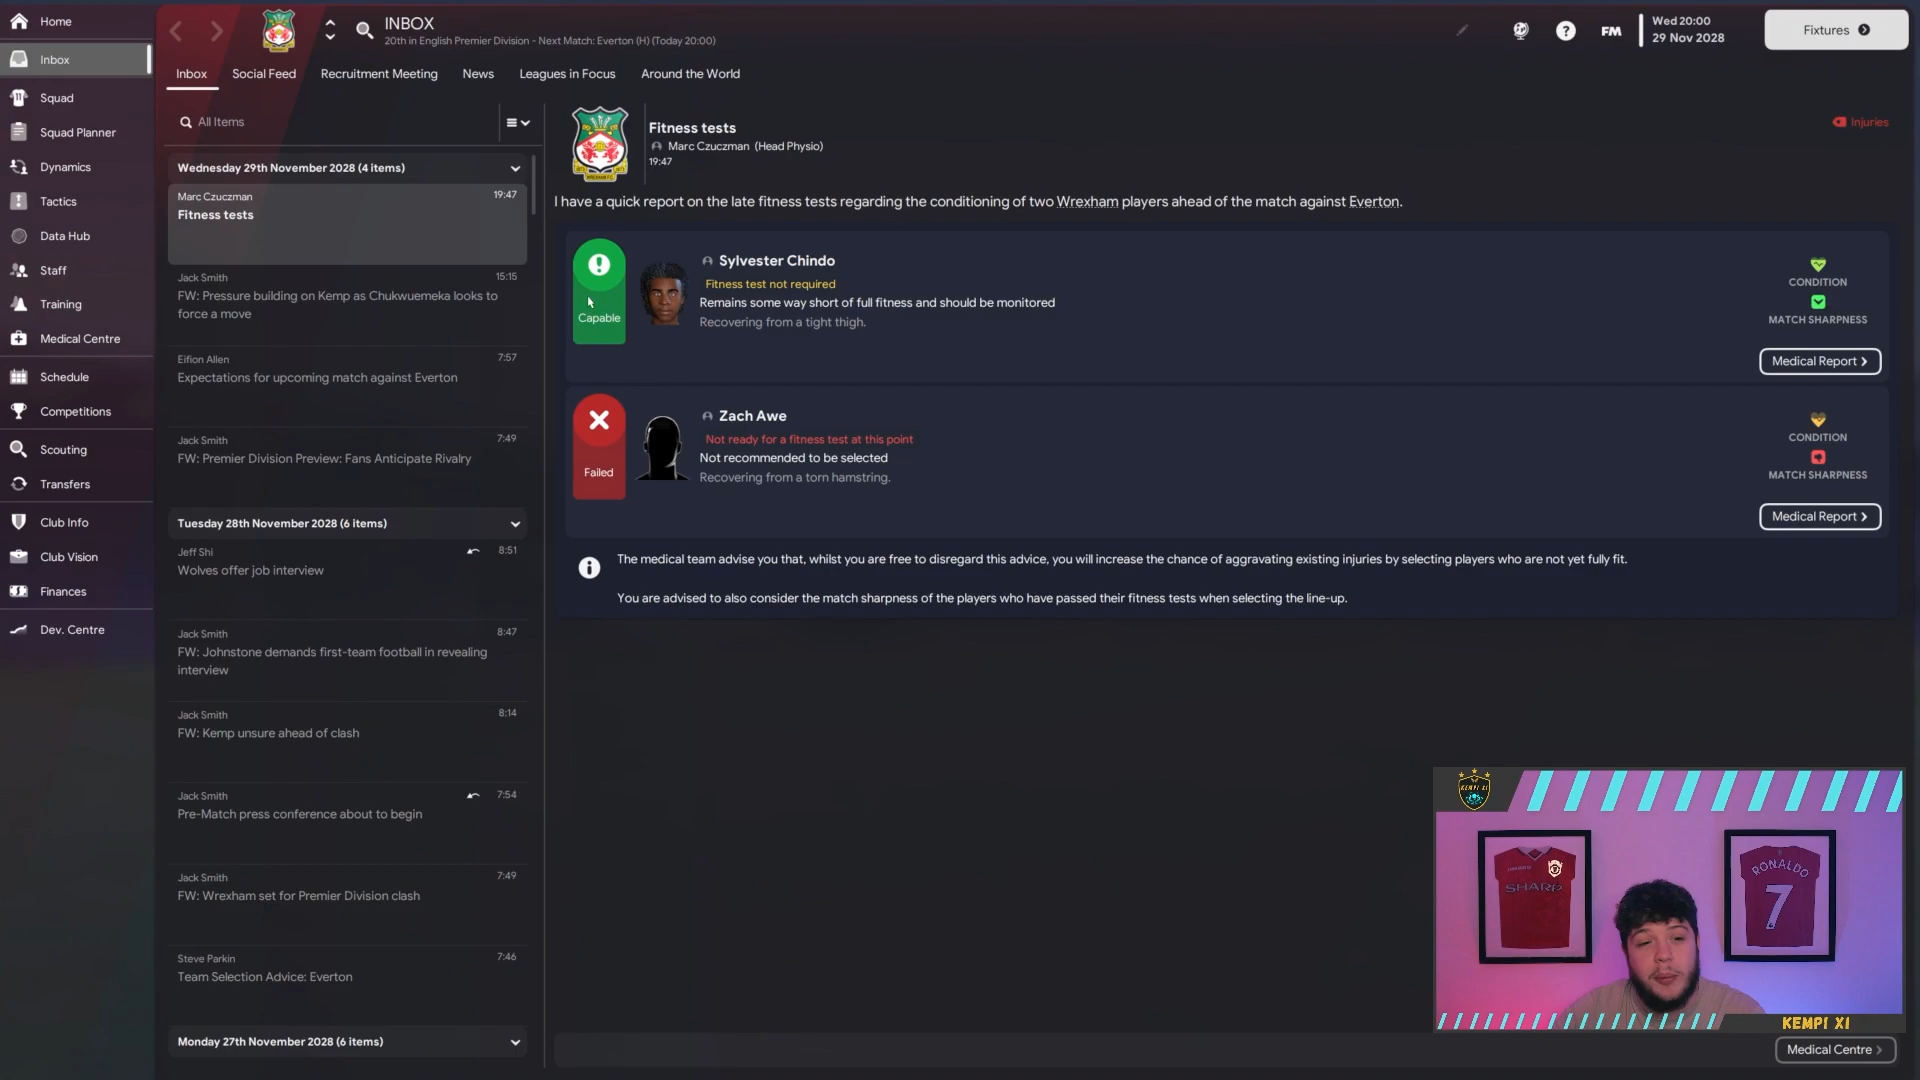 Home
Inbox
Squad
Squad Planner
Dynamics
Tactics
Data Hub
Staff
Training
Medical Centre
Schedule
Competitions
Scouting
Transfers
Club Info
Club Vision
Finances
Dev. Centre
INBOX
20th in English Premier Division - Next Match: Everton (H) (Today 20:00)
FM
Wed 20:00
29 Nov 2028
Fixtures
Inbox Social Feed Recruitment Meeting News Leagues in Focus Around the World
All Items
Wednesday 29th November 2028 (4 items)
Marc Czuczman 19:47
Fitness tests
Jack Smith 15:15
FW: Pressure building on Kemp as Chukwuemeka looks to
force a move
Eifion Allen 7:57
Expectations for upcoming match against Everton
Jack Smith 7:49
FW: Premier Division Preview: Fans Anticipate Rivalry
Tuesday 28th November 2028 (6 items)
Jeff Shi 8:51
Wolves offer job interview
Jack Smith 8:47
FW: Johnstone demands first-team football in revealing
interview
Jack Smith 8:14
FW: Kemp unsure ahead of clash
Jack Smith 7:54
Pre-Match press conference about to begin
Jack Smith 7:49
FW: Wrexham set for Premier Division clash
Steve Parkin 7:46
Team Selection Advice: Everton
Monday 27th November 2028 (6 items)
Fitness tests
Marc Czuczman (Head Physio)
19:47
Injuries
I have a quick report on the late fitness tests regarding the conditioning of two Wrexham players ahead of the match against Everton.
Capable
Sylvester Chindo
Fitness test not required
Remains some way short of full fitness and should be monitored
Recovering from a tight thigh.
CONDITION
MATCH SHARPNESS
Medical Report
Failed
Zach Awe
Not ready for a fitness test at this point
Not recommended to be selected
Recovering from a torn hamstring.
CONDITION
MATCH SHARPNESS
Medical Report
The medical team advise you that, whilst you are free to disregard this advice, you will increase the chance of aggravating existing injuries by selecting players who are not yet fully fit.
You are advised to also consider the match sharpness of the players who have passed their fitness tests when selecting the line-up.
KEMPI XI
SHARP
RONALDO
7
KEMPI XI
Medical Centre